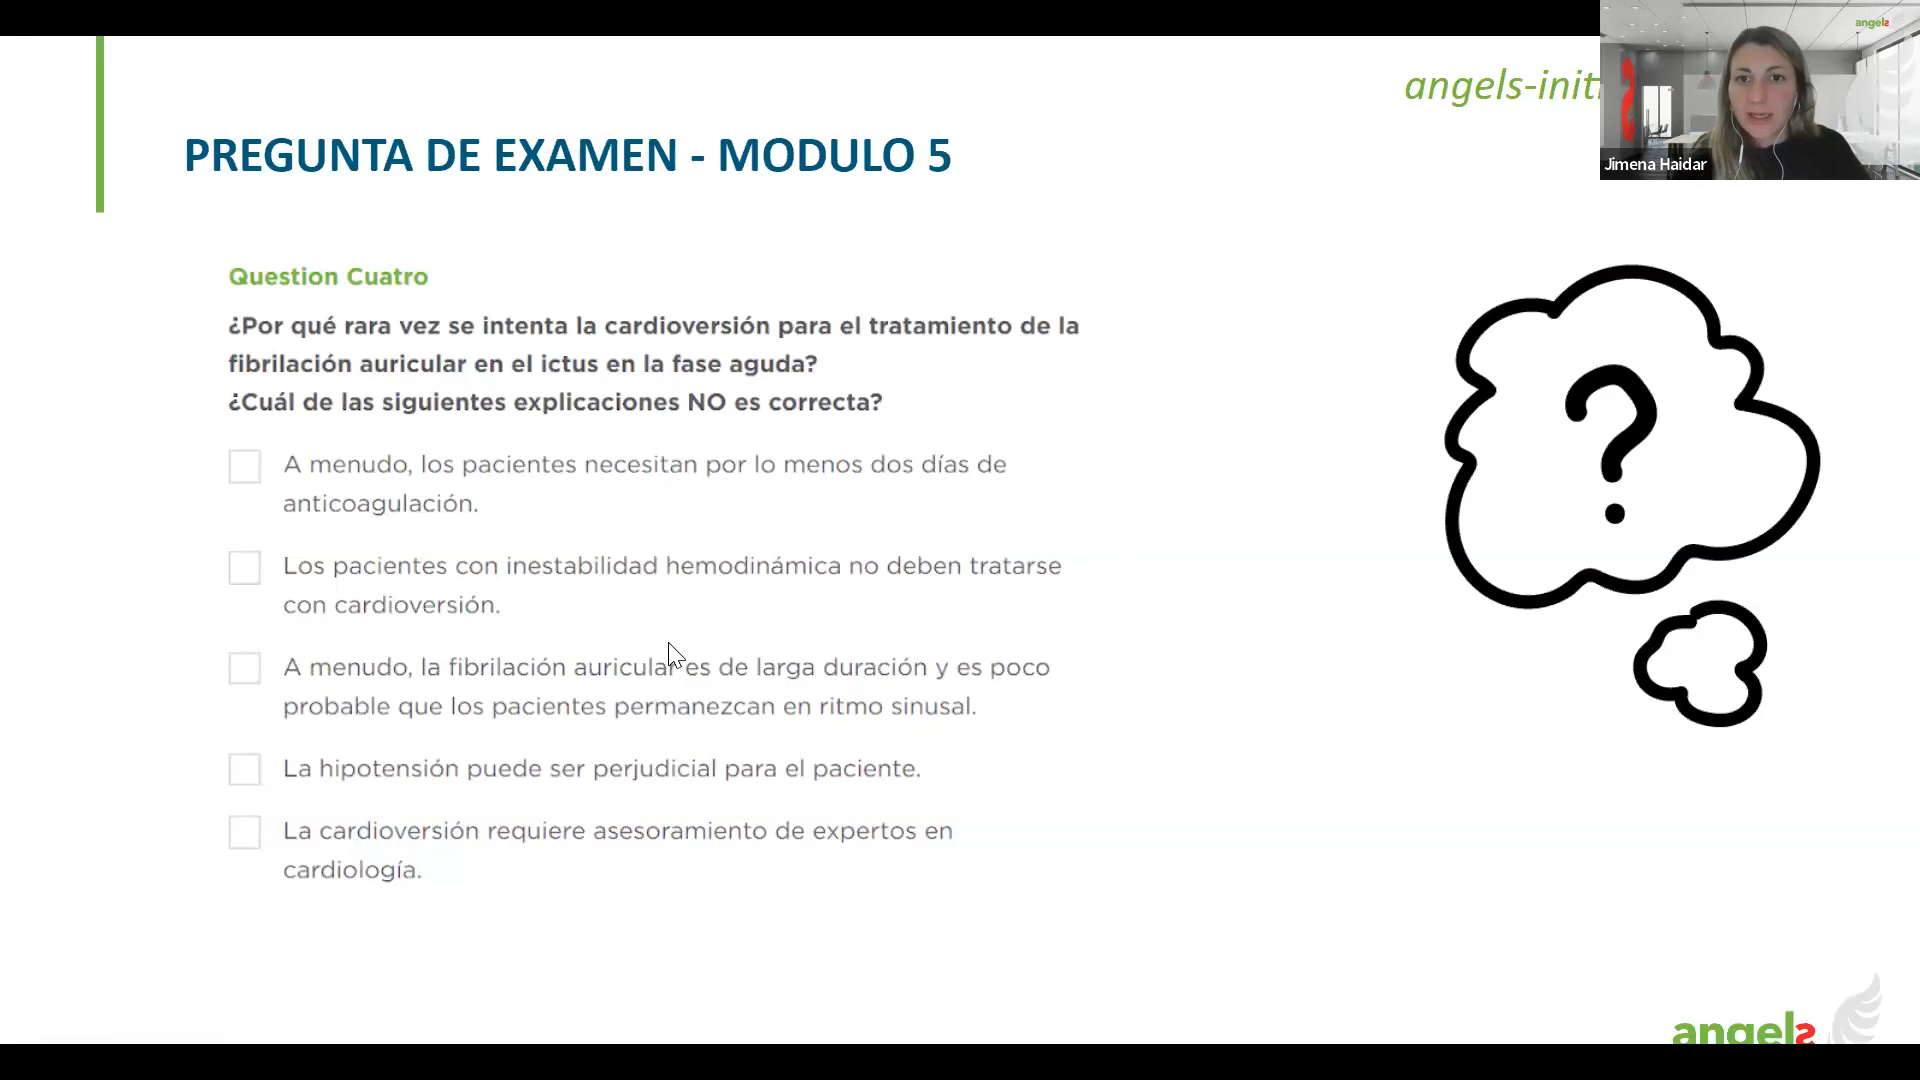 angels
angels-init
Jimena Haidar
PREGUNTA DE EXAMEN - MODULO 5
Question Cuatro
¿Por qué rara vez se intenta la cardioversión para el tratamiento de la
fibrilación auricular en el ictus en la fase aguda?
¿Cuál de las siguientes explicaciones NO es correcta?
A menudo, los pacientes necesitan por lo menos dos días de
anticoagulación.
Los pacientes con inestabilidad hemodinámica no deben tratarse
con cardioversión.
A menudo, la fibrilación auricular es de larga duración y es poco
probable que los pacientes permanezcan en ritmo sinusal.
La hipotensión puede ser perjudicial para el paciente.
La cardioversión requiere asesoramiento de expertos en
cardiología.
?
angels